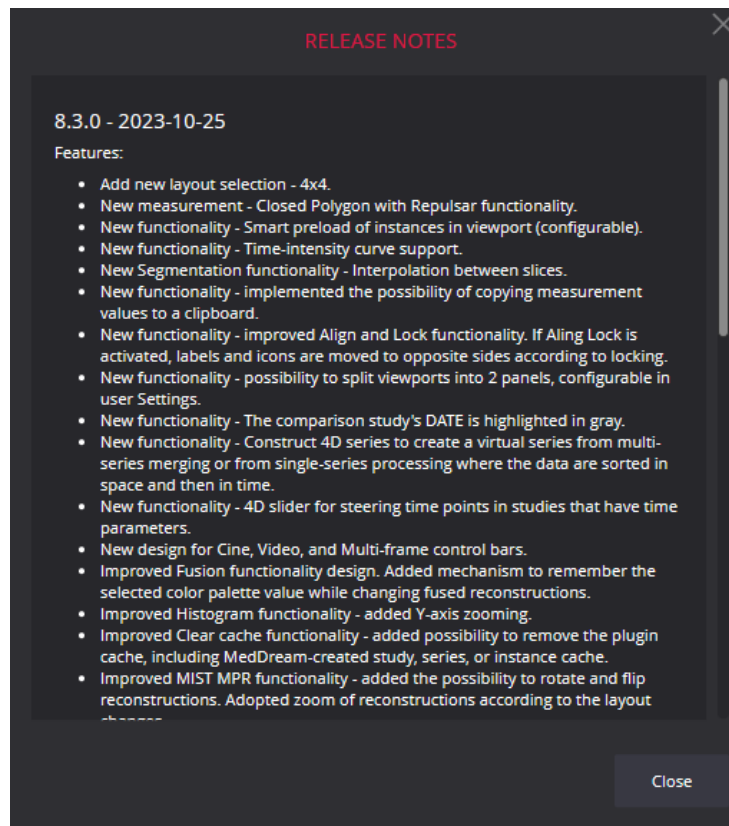 RELEASE NOTES
8.3.0 - 2023-10-25
Features:
• Add new layout selection - 4x4.
• New measurement - Closed Polygon with Repulsar functionality.
• New functionality - Smart preload of instances in viewport (configurable).
• New functionality - Time-intensity curve support.
• New Segmentation functionality - Interpolation between slices.
• New functionality - implemented the possibility of copying measurement
values to a clipboard.
• New functionality - improved Align and Lock functionality. If Aling Lock is
activated, labels and icons are moved to opposite sides according to locking.
• New functionality - possibility to split viewports into 2 panels, configurable in
user Settings.
• New functionality - The comparison study's DATE is highlighted in gray.
• New functionality - Construct 4D series to create a virtual series from multi-
series merging or from single-series processing where the data are sorted in
space and then in time.
• New functionality - 4D slider for steering time points in studies that have time
parameters.
• New design for Cine, Video, and Multi-frame control bars.
• Improved Fusion functionality design. Added mechanism to remember the
selected color palette value while changing fused reconstructions.
• Improved Histogram functionality - added Y-axis zooming.
• Improved Clear cache functionality - added possibility to remove the plugin
cache, including MedDream-created study, series, or instance cache.
• Improved MIST MPR functionality - added the possibility to rotate and flip
reconstructions. Adopted zoom of reconstructions according to the layout
Close